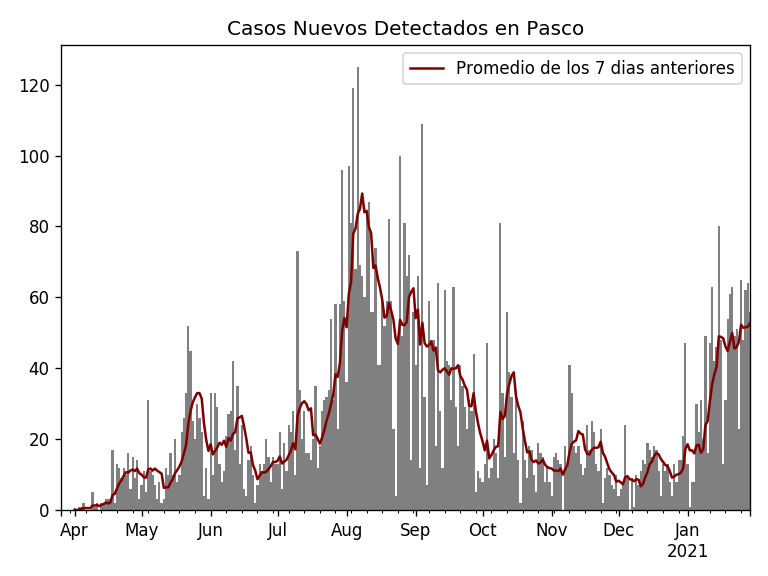 Casos Nuevos Detectados en Pasco
Promedio de los 7 dias anteriores
120
100
80
60
40
20
0
Apr May Jun Jul Aug Sep Oct Nov Dec Jan
2021